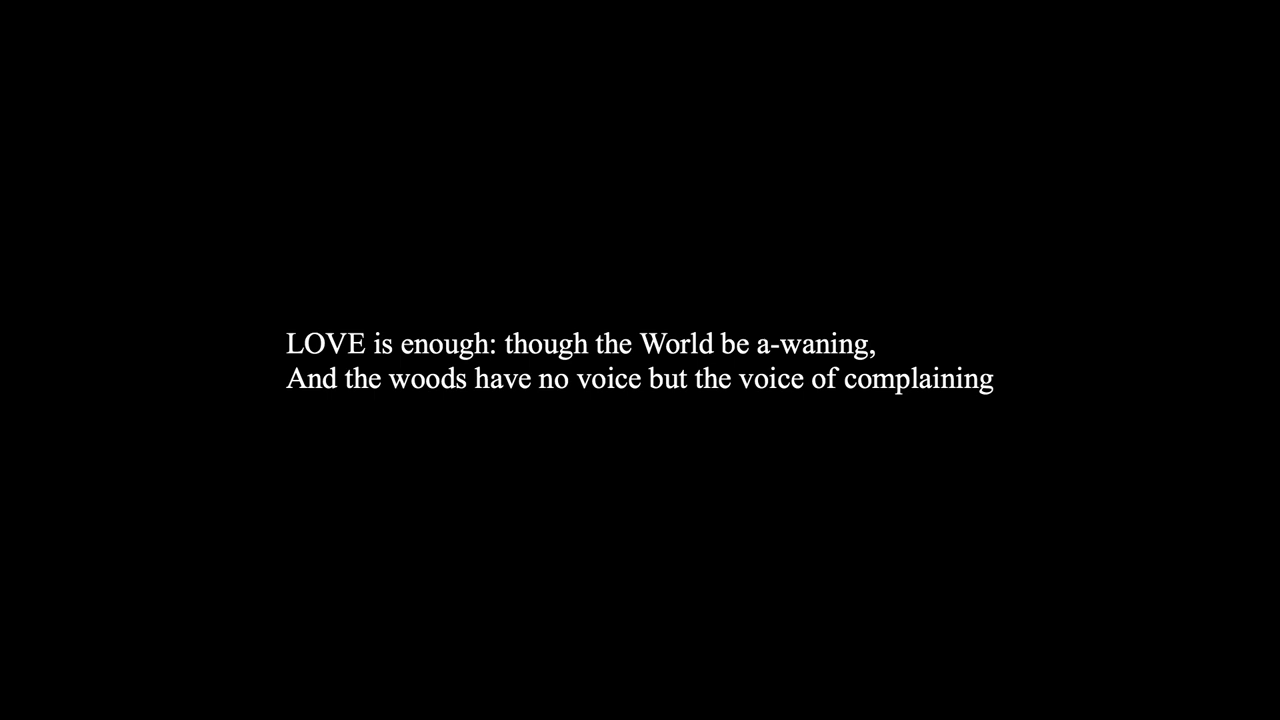 LOVE is enough: though the World be a-waning,
And the woods have no voice but the voice of complaining